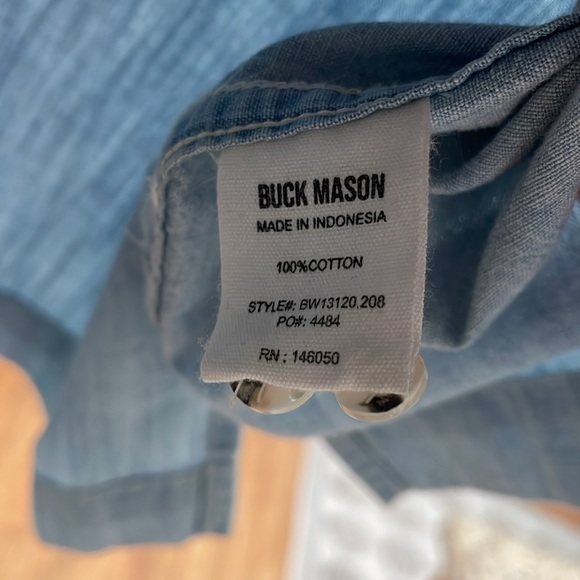 BUCK MASON
MADE IN INDONESIA
100%COTTON
STYLE#: BW13120.208
PO#: 4484
RN: 146050